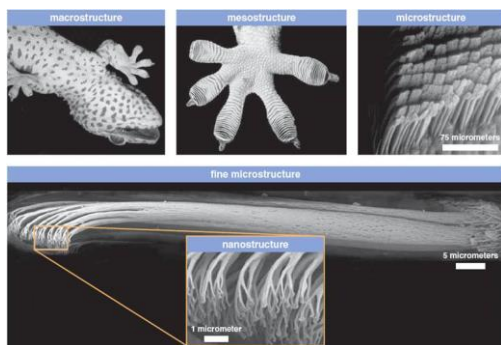 macrostructure
mesostructure
microstructure
75 micrometers
fine microstructure
nanostructure
5 micrometers
1 micrometer